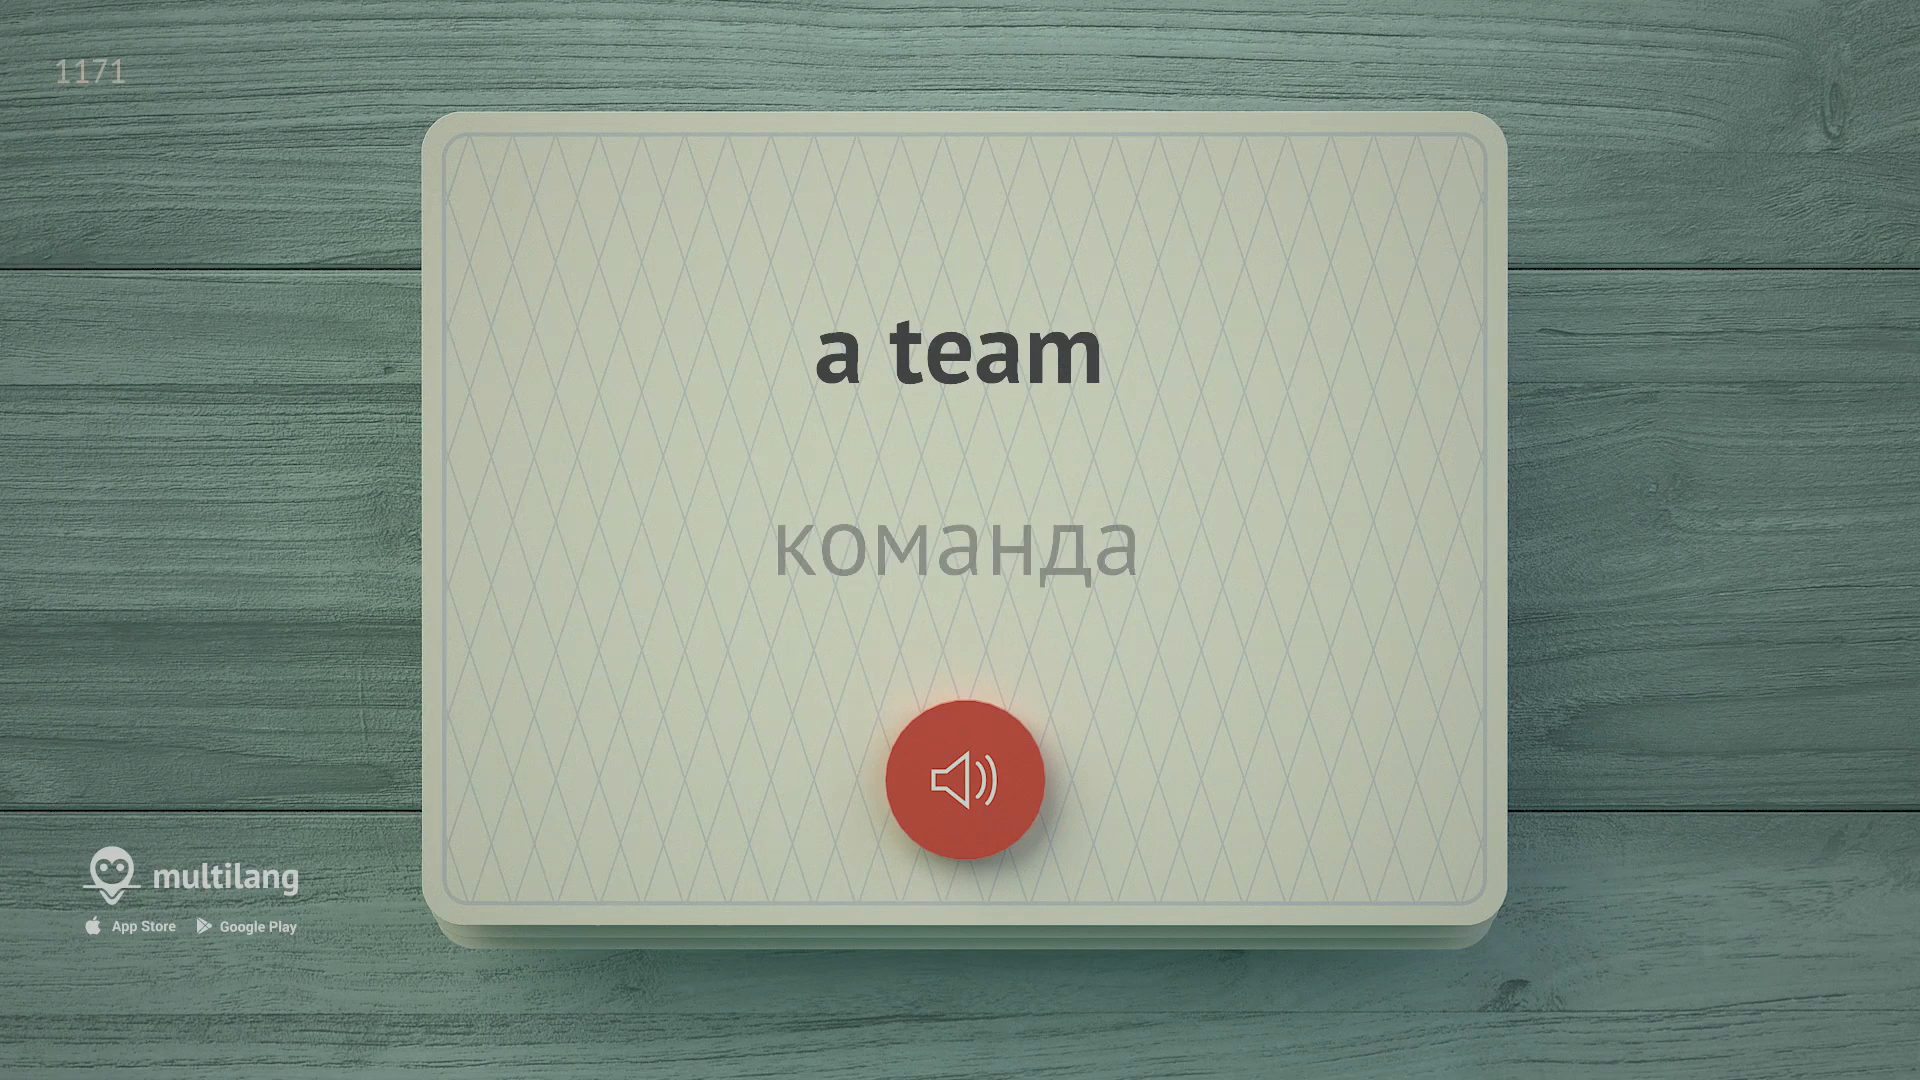 1171
a team
команда
multilang
App Store
Google Play